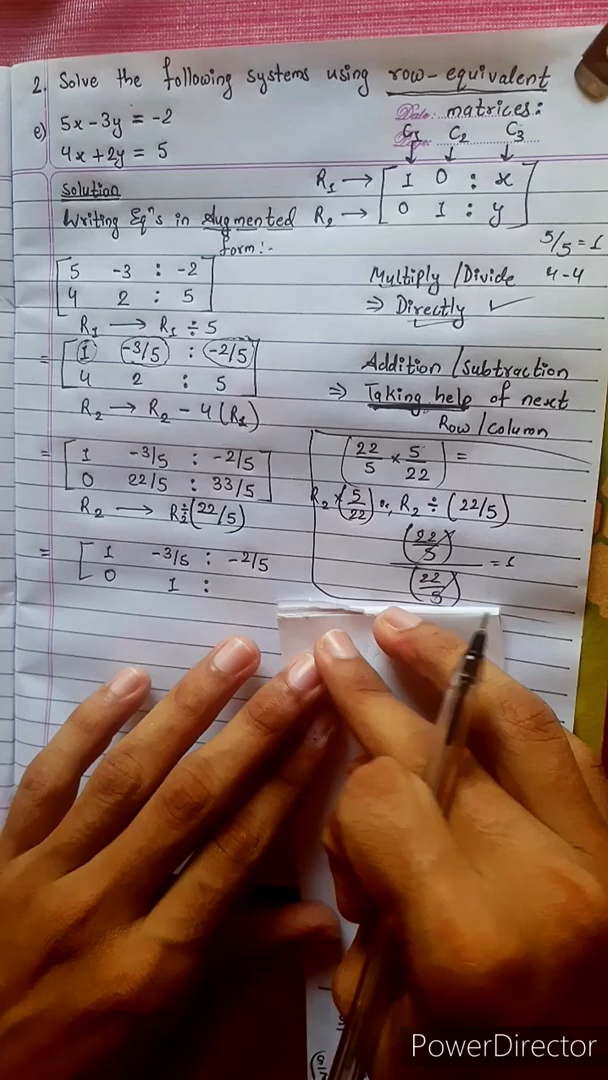 2. Solve the following systems using row-equivalent
Date: matrices:
e) 5x - 3y = -2
4x + 2y = 5
C1 C2 C3
Solution
R1 → [ 1 0 : x
R2 → 0 1 : y ]
Writing Eqn's in Augmented
form:-
5/5 = 1
4-4
[ 5 -3 : -2
4 2 : 5 ]
Multiply / Divide
⇒ Directly ✓
R1 → R1 ÷ 5
= [ 1 -3/5 : -2/5
4 2 : 5 ]
R2 → R2 - 4(R1)
Addition / subtraction
⇒ Taking help of next
Row / column
= [ 1 -3/5 : -2/5
0 22/5 : 33/5 ]
R2 → R2 ÷ (22/5)
= [ 1 -3/5 : -2/5
0 1 :
(22/5 × 5/22) =
R2 × (5/22) or, R2 ÷ (22/5)
(22/5)
/ (22/5) = 1
PowerDirector